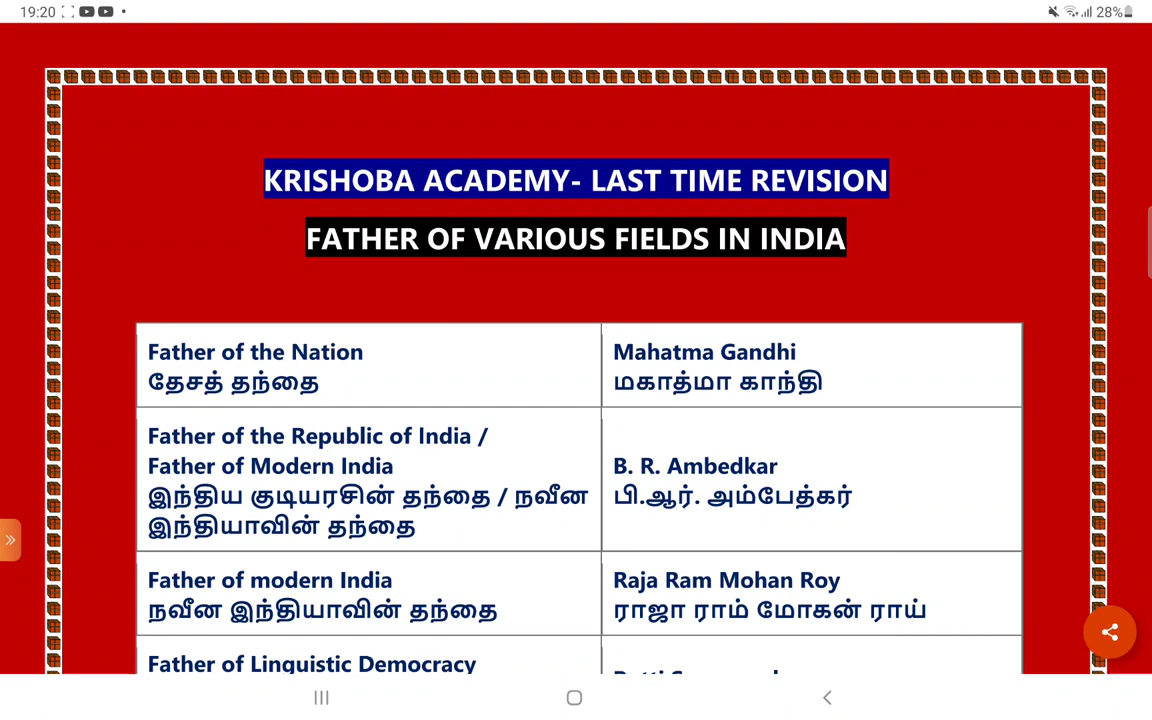 19:20
28%
KRISHOBA ACADEMY- LAST TIME REVISION
FATHER OF VARIOUS FIELDS IN INDIA
Father of the Nation
தேசத் தந்தை
Mahatma Gandhi
மகாத்மா காந்தி
Father of the Republic of India /
Father of Modern India
இந்திய குடியரசின் தந்தை / நவீன
இந்தியாவின் தந்தை
B. R. Ambedkar
பி.ஆர். அம்பேத்கர்
Father of modern India
நவீன இந்தியாவின் தந்தை
Raja Ram Mohan Roy
ராஜா ராம் மோகன் ராய்
Father of Linguistic Democracy